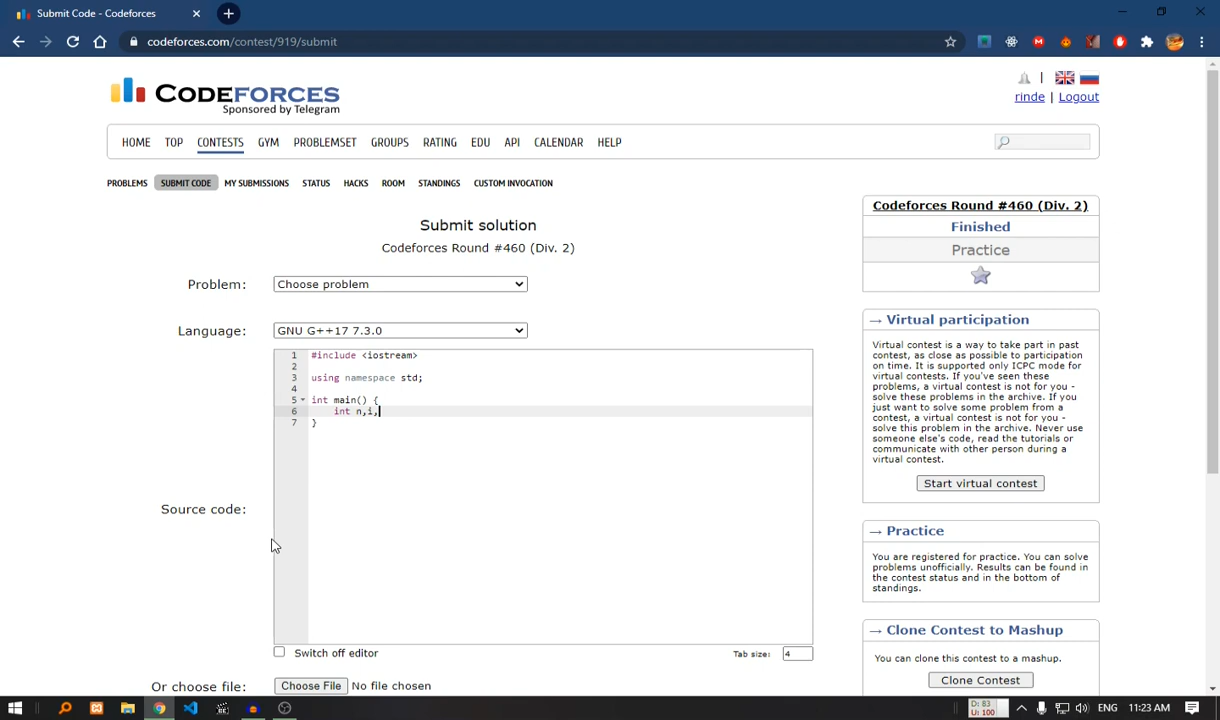 Submit Code - Codeforces
codeforces.com/contest/919/submit
CODEFORCES
Sponsored by Telegram
rinde | Logout
HOME TOP CONTESTS GYM PROBLEMSET GROUPS RATING EDU API CALENDAR HELP
PROBLEMS SUBMIT CODE MY SUBMISSIONS STATUS HACKS ROOM STANDINGS CUSTOM INVOCATION
Submit solution
Codeforces Round #460 (Div. 2)
Problem: Choose problem
Language: GNU G++17 7.3.0
Source code:
1 #include <iostream>
2
3 using namespace std;
4
5 int main() {
6 int n,i,
7 }
Switch off editor
Tab size: 4
Or choose file: Choose File No file chosen
Codeforces Round #460 (Div. 2)
Finished
Practice
→ Virtual participation
Virtual contest is a way to take part in past
contest, as close as possible to participation
on time. It is supported only ICPC mode for
virtual contests. If you've seen these
problems, a virtual contest is not for you -
solve these problems in the archive. If you
just want to solve some problem from a
contest, a virtual contest is not for you -
solve this problem in the archive. Never use
someone else's code, read the tutorials or
communicate with other person during a
virtual contest.
Start virtual contest
→ Practice
You are registered for practice. You can solve
problems unofficially. Results can be found in
the contest status and in the bottom of
standings.
→ Clone Contest to Mashup
You can clone this contest to a mashup.
Clone Contest
D: 83
U: 100
ENG
11:23 AM